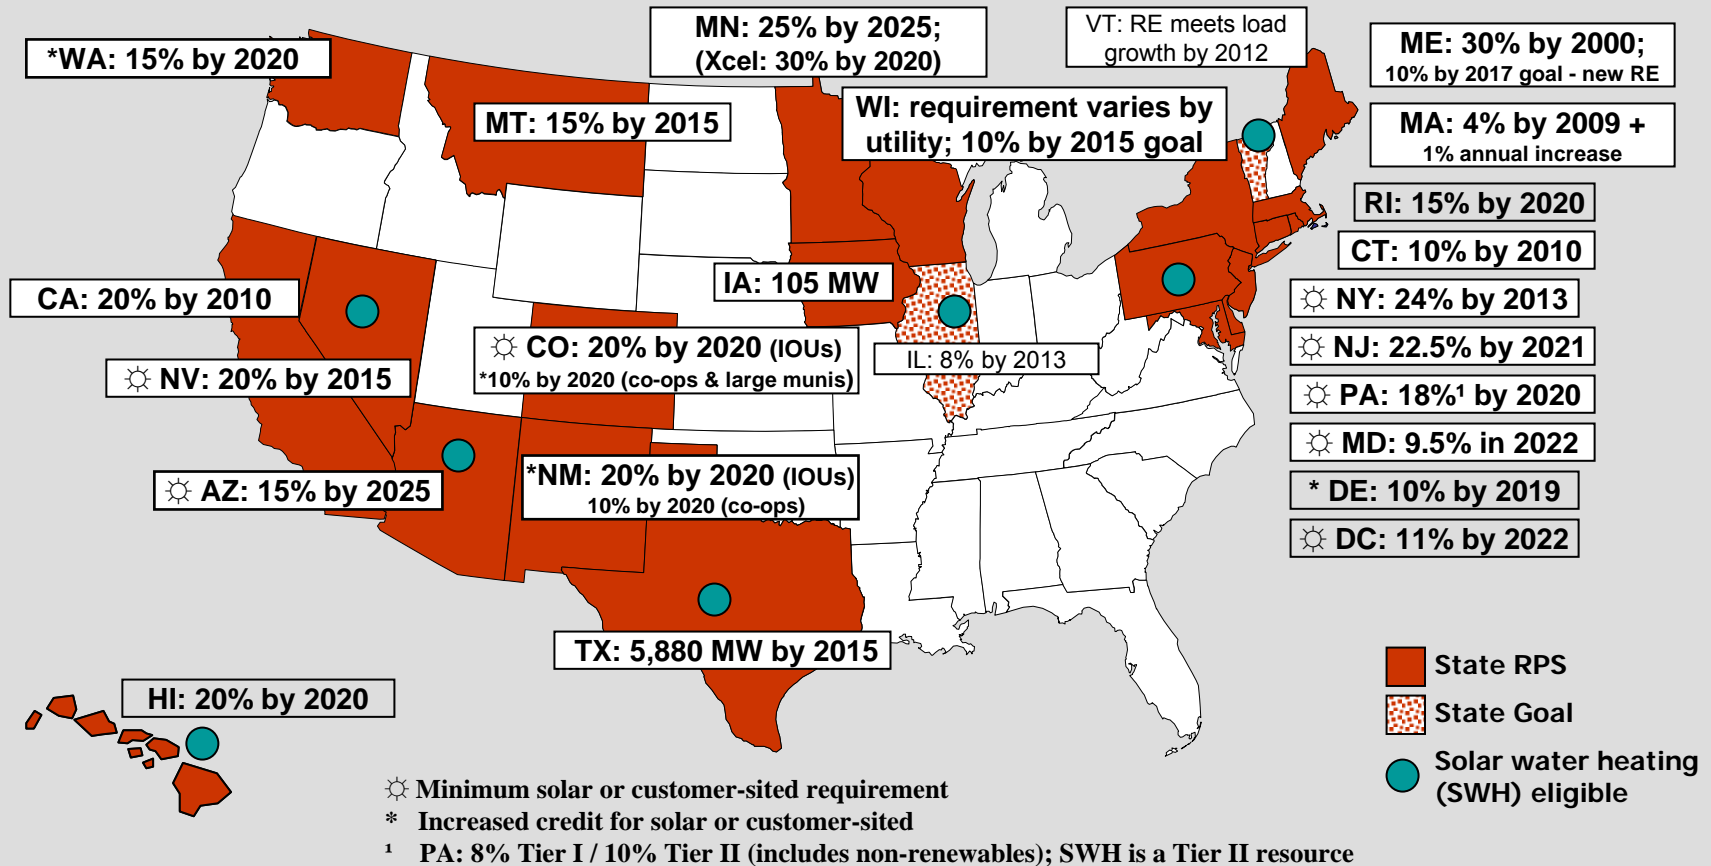 *WA: 15% by 2020
MN: 25% by 2025;
(Xcel: 30% by 2020)
VT: RE meets load
growth by 2012
ME: 30% by 2000;
10% by 2017 goal - new RE
MT: 15% by 2015
WI: requirement varies by
utility; 10% by 2015 goal
MA: 4% by 2009 +
1% annual increase
RI: 15% by 2020
CT: 10% by 2010
CA: 20% by 2010
IA: 105 MW
☼ NY: 24% by 2013
☼ CO: 20% by 2020 (IOUs)
*10% by 2020 (co-ops & large munis)
IL: 8% by 2013
☼ NJ: 22.5% by 2021
☼ NV: 20% by 2015
☼ PA: 18%¹ by 2020
☼ MD: 9.5% in 2022
☼ AZ: 15% by 2025
*NM: 20% by 2020 (IOUs)
10% by 2020 (co-ops)
* DE: 10% by 2019
☼ DC: 11% by 2022
TX: 5,880 MW by 2015
HI: 20% by 2020
State RPS
State Goal
Solar water heating
(SWH) eligible
☼ Minimum solar or customer-sited requirement
* Increased credit for solar or customer-sited
¹ PA: 8% Tier I / 10% Tier II (includes non-renewables); SWH is a Tier II resource